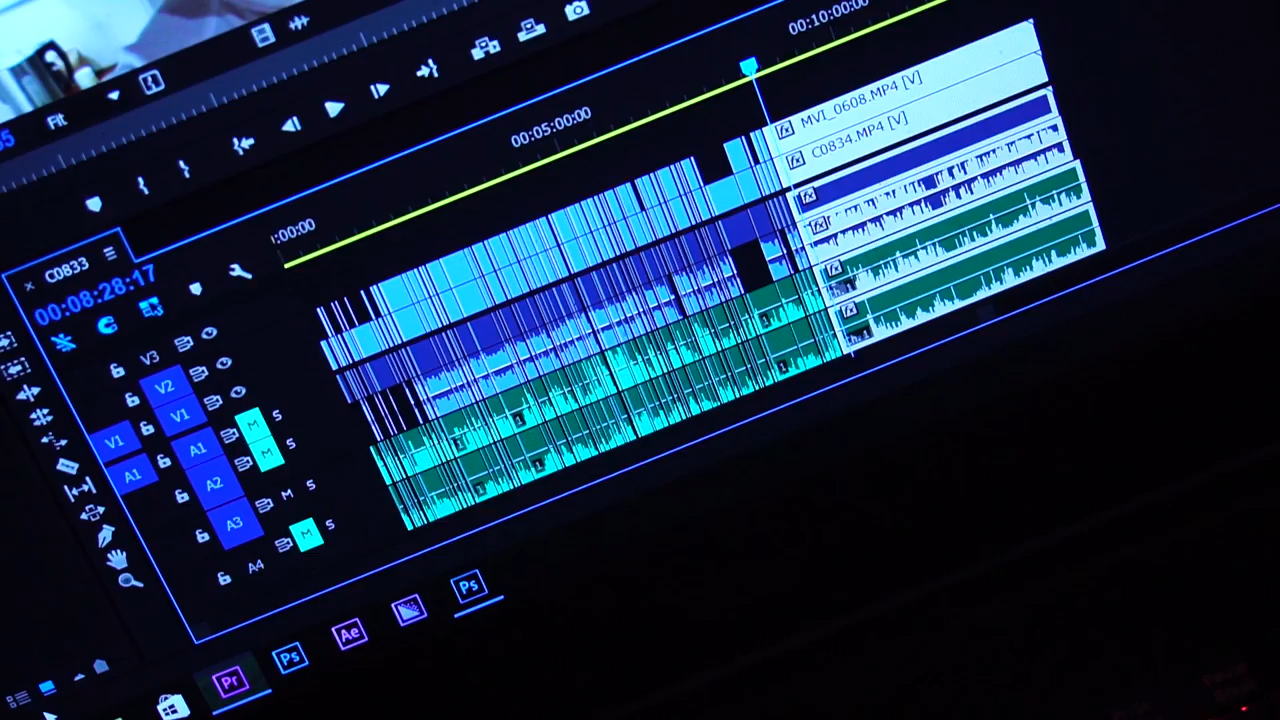 00:10:00:00
Fit
00:05:00:00
MVI_0608.MP4 [V]
C0834.MP4 [V]
:00:00
C0833
00:08:28:17
V3
V2
V1
V1
A1
M
S
A1
A2
M
S
A3
M
S
A4
M
S
Pr
Ps
Ae
Ps